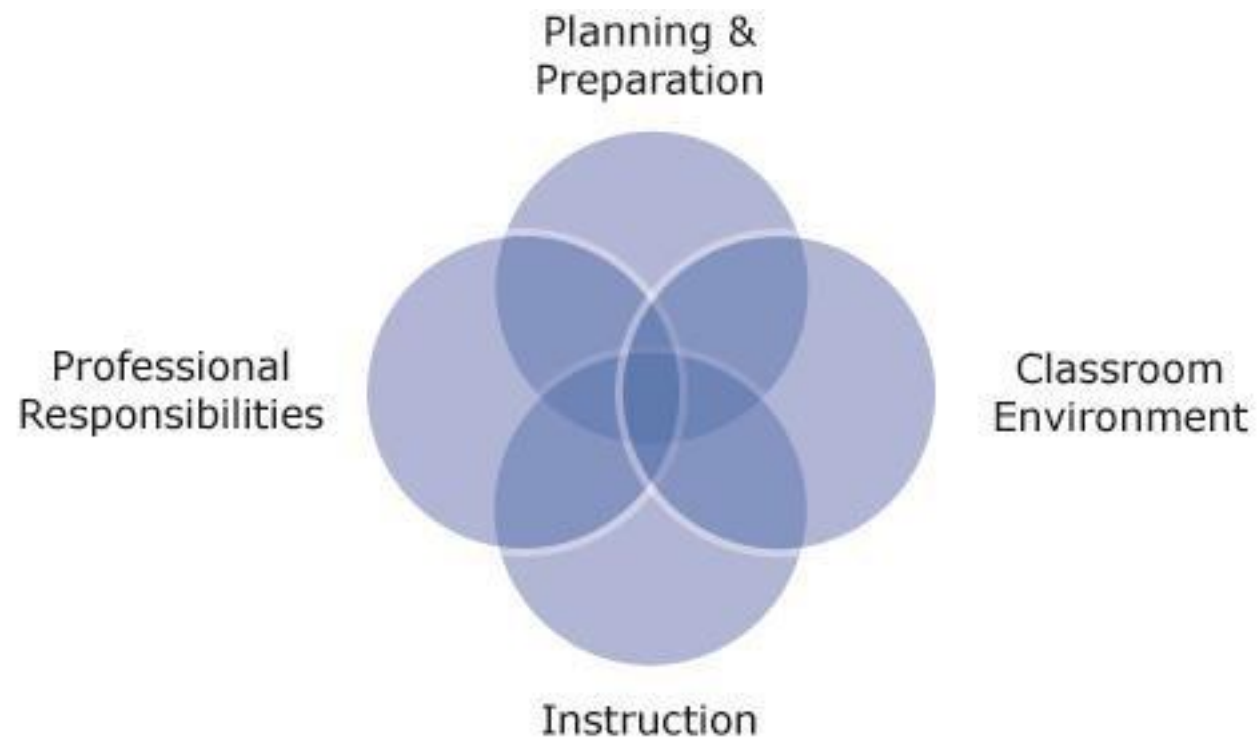 Planning &
Preparation
Professional
Responsibilities
Classroom
Environment
Instruction